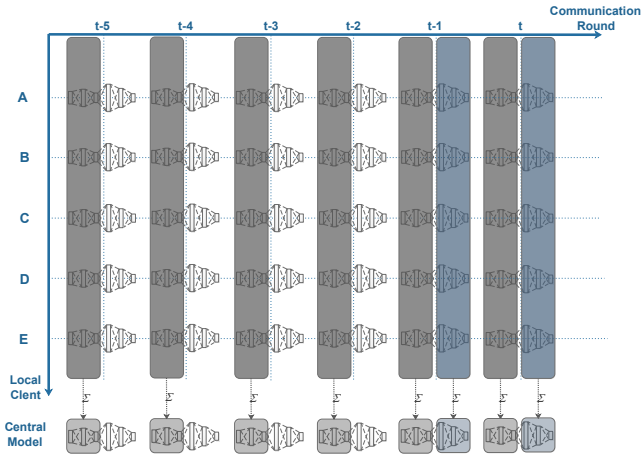 Communication
Round
t-5 t-4 t-3 t-2 t-1 t
A
B
C
D
E
Local
Clent
Σ Σ Σ Σ Σ Σ Σ Σ
Central
Model